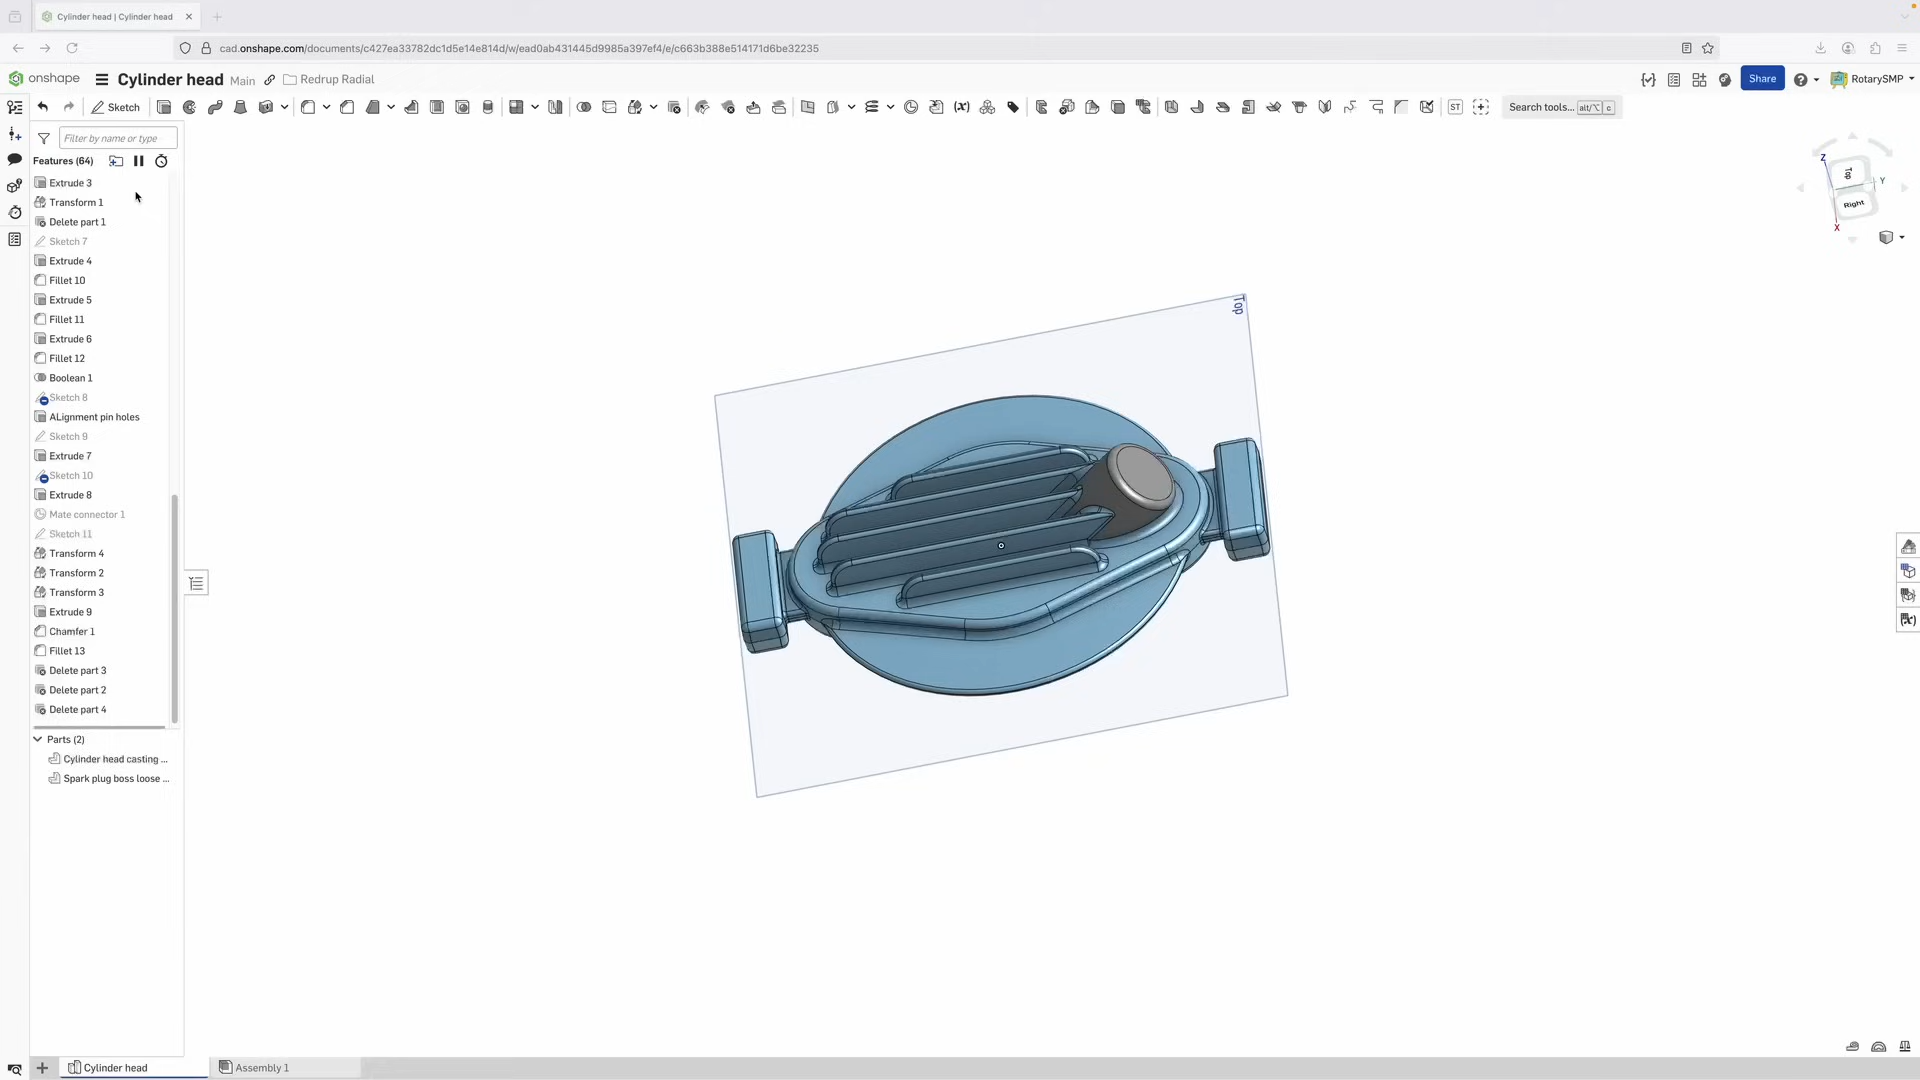 Cylinder head | Cylinder head
cad.onshape.com/documents/c427ea33782dc1d5e14e814d/w/ead0ab431445d9985a397ef4/e/c663b388e514171d6be32235
onshape
Cylinder head Main Redrup Radial
Share
RotarySMP
Sketch
ST
Search tools... alt/⌥ c
Filter by name or type
Features (64)
Extrude 3
Transform 1
Delete part 1
Sketch 7
Extrude 4
Fillet 10
Extrude 5
Fillet 11
Extrude 6
Fillet 12
Boolean 1
Sketch 8
ALignment pin holes
Sketch 9
Extrude 7
Sketch 10
Extrude 8
Mate connector 1
Sketch 11
Transform 4
Transform 2
Transform 3
Extrude 9
Chamfer 1
Fillet 13
Delete part 3
Delete part 2
Delete part 4
Parts (2)
Cylinder head casting ...
Spark plug boss loose ...
Top
Z
Top
Y
Right
X
Cylinder head
Assembly 1